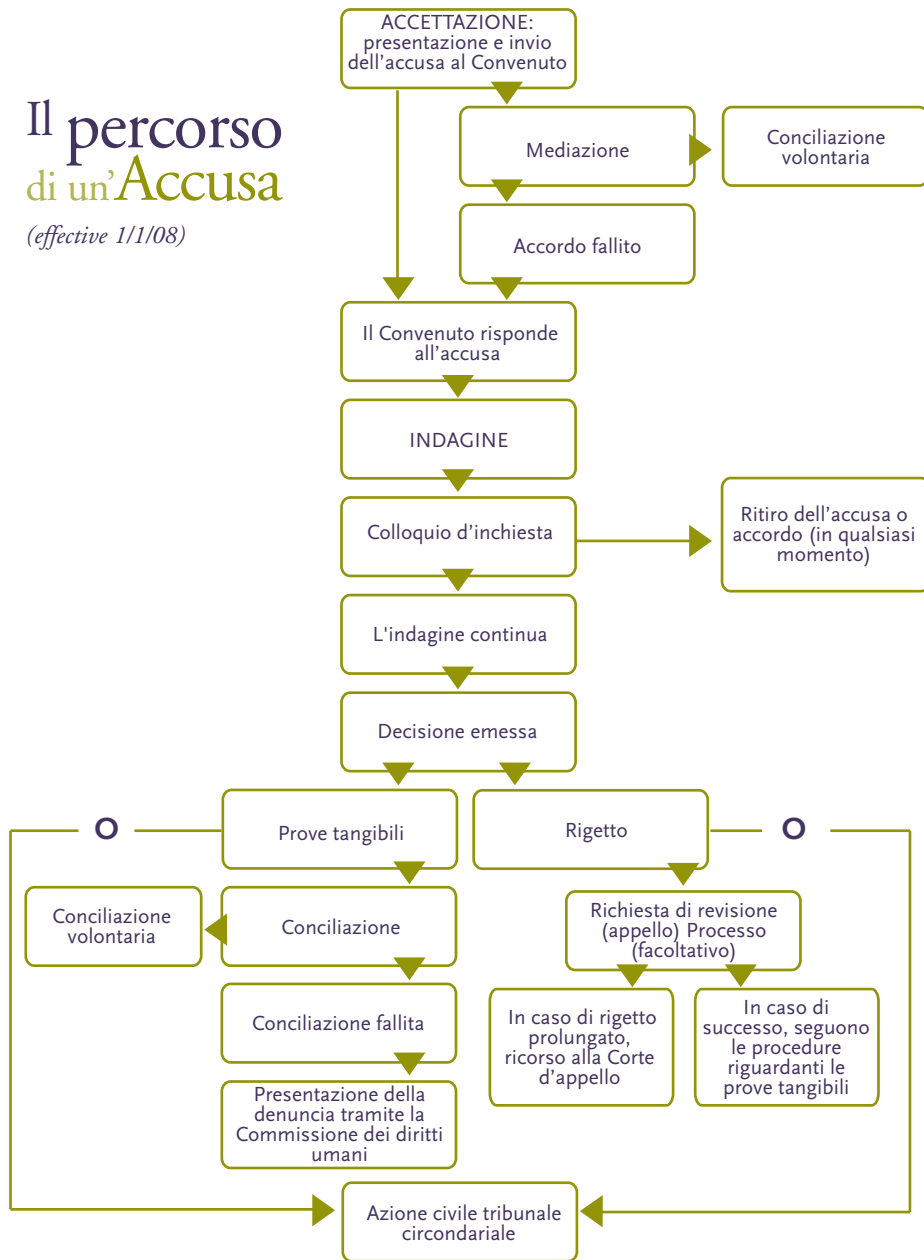 ACCETTAZIONE:
presentazione e invio
dell'accusa al Convenuto
Il percorso
di un'Accusa
(effective 1/1/08)
Mediazione
Conciliazione
volontaria
Accordo fallito
Il Convenuto risponde
all'accusa
INDAGINE
Colloquio d'inchiesta
Ritiro dell'accusa o
accordo (in qualsiasi
momento)
L'indagine continua
Decisione emessa
O
Prove tangibili
Rigetto
O
Conciliazione
volontaria
Conciliazione
Richiesta di revisione
(appello) Processo
(facoltativo)
Conciliazione fallita
In caso di rigetto
prolungato,
ricorso alla Corte
d'appello
In caso di
successo, seguono
le procedure
riguardanti le
prove tangibili
Presentazione della
denuncia tramite la
Commissione dei diritti
umani
Azione civile tribunale
circondariale